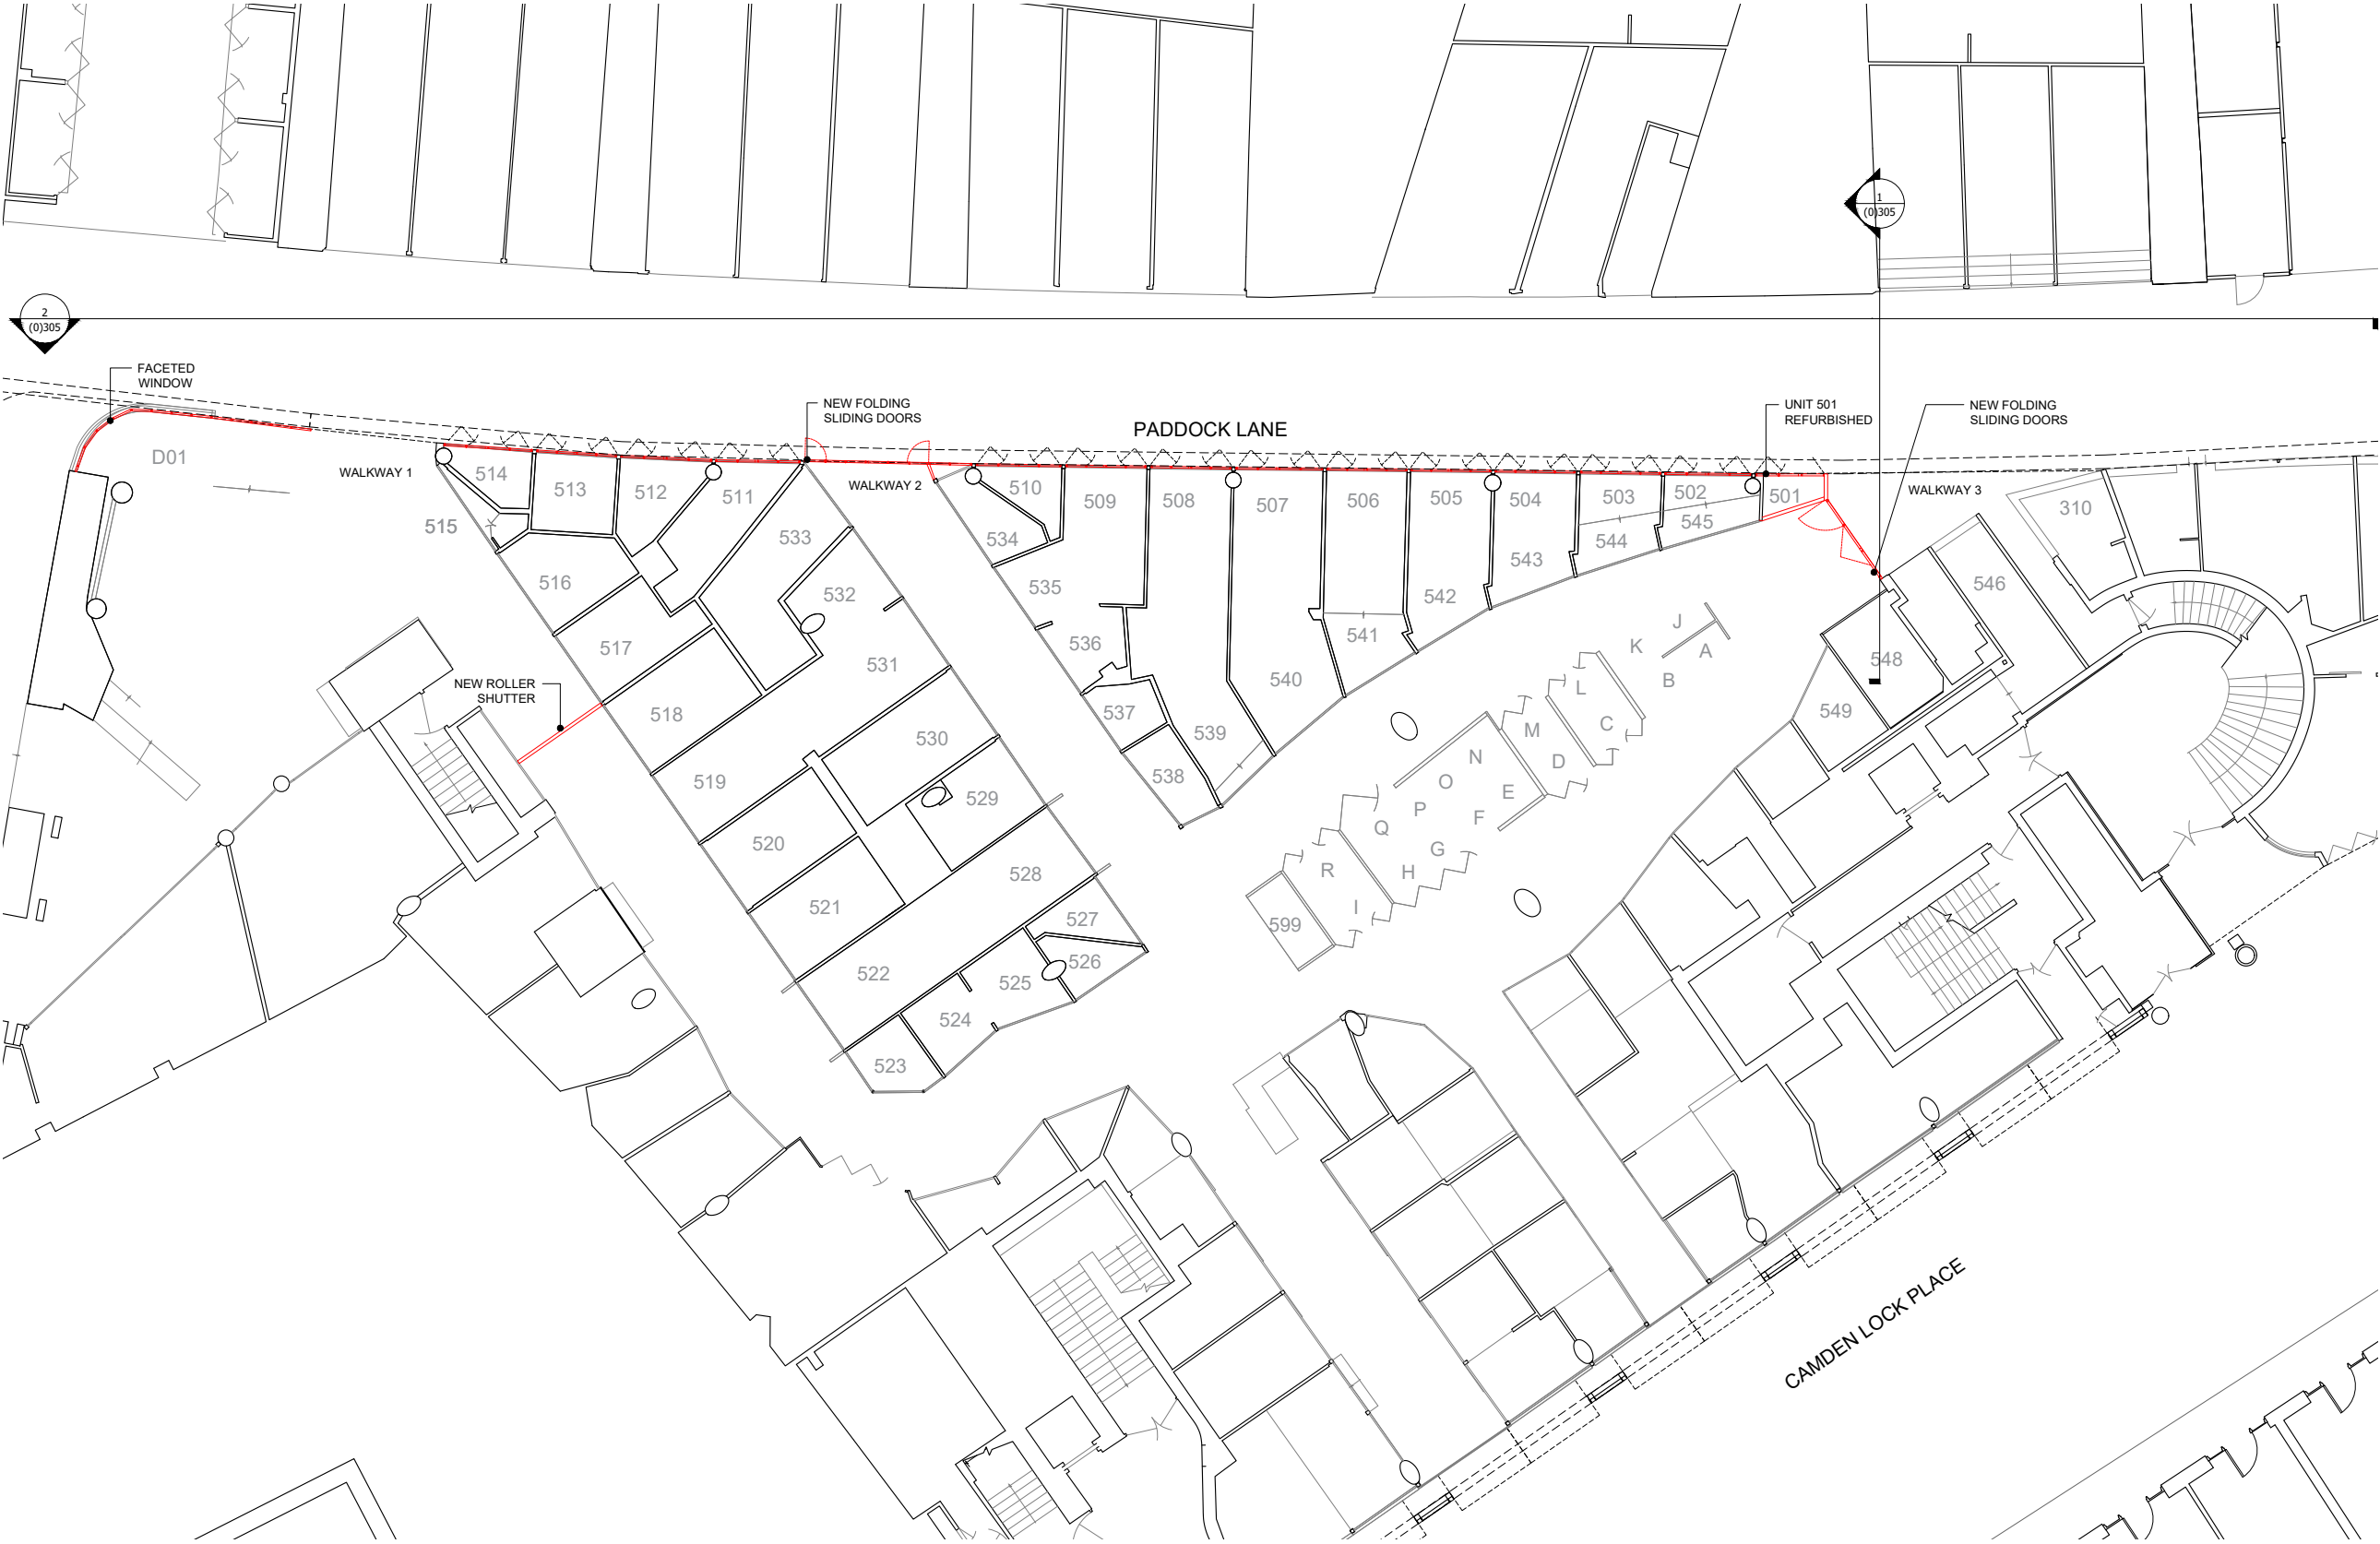 1
(0)305
2
(0)305
FACETED
WINDOW
NEW FOLDING
SLIDING DOORS
PADDOCK LANE
UNIT 501
REFURBISHED
NEW FOLDING
SLIDING DOORS
D01
WALKWAY 1
514
513
512
511
WALKWAY 2
510
509
508
507
506
505
504
503
502
501
WALKWAY 3
310
515
533
534
545
544
516
532
535
543
542
546
517
531
536
541
J
K
A
548
NEW ROLLER
SHUTTER
518
537
540
L
B
549
519
530
539
538
M
C
N
D
O
E
529
P
F
520
Q
G
521
528
R
H
527
I
599
522
525
526
524
523
CAMDEN LOCK PLACE